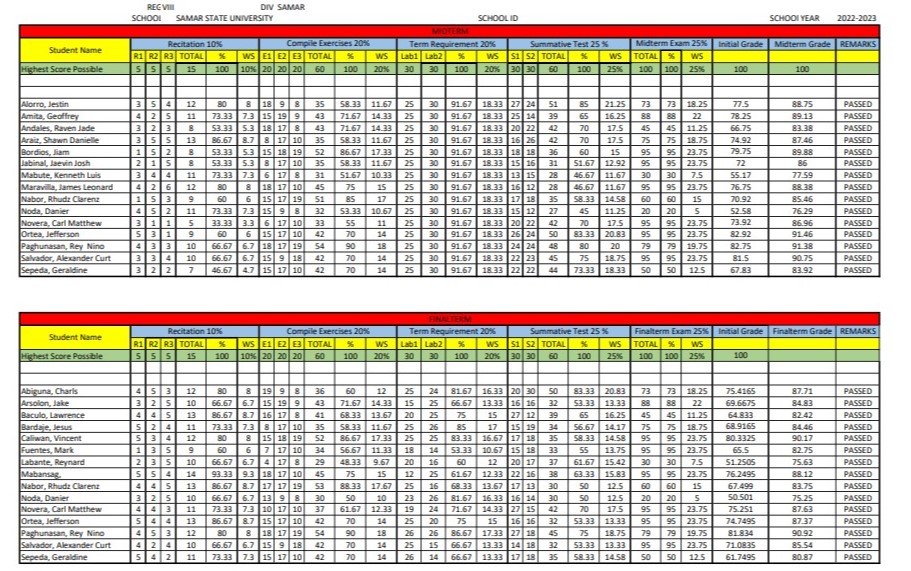 REG VIII DIV SAMAR
SCHOOL SAMAR STATE UNIVERSITY SCHOOL ID SCHOOL YEAR 2022-2023
MIDTERM
Student Name Recitation 10% Compile Exercises 20% Term Requirement 20% Summative Test 25 % Midterm Exam 25% Initial Grade Midterm Grade REMARKS
R1 R2 R3 TOTAL % WS E1 E2 E3 TOTAL % WS Lab1 Lab2 % WS S1 S2 TOTAL % WS TOTAL % WS
Highest Score Possible 5 5 5 15 100 10% 20 20 20 60 100 20% 30 30 100 20% 30 30 60 100 25% 100 100 25% 100 100
Alorro, Jestin 3 5 4 12 80 8 18 9 8 35 58.33 11.67 25 30 91.67 18.33 27 24 51 85 21.25 73 73 18.25 77.5 88.75 PASSED
Amita, Geoffrey 4 2 5 11 73.33 7.3 15 19 9 43 71.67 14.33 25 30 91.67 18.33 25 14 39 65 16.25 88 88 22 78.25 89.13 PASSED
Andales, Raven Jade 3 2 3 8 53.33 5.3 18 17 8 43 71.67 14.33 25 30 91.67 18.33 20 22 42 70 17.5 45 45 11.25 66.75 83.38 PASSED
Araiz, Shawn Danielle 3 5 5 13 86.67 8.7 8 17 10 35 58.33 11.67 25 30 91.67 18.33 16 26 42 70 17.5 75 75 18.75 74.92 87.46 PASSED
Bordios, Jiam 1 5 2 8 53.33 5.3 15 18 19 52 86.67 17.33 25 30 91.67 18.33 18 18 36 60 15 95 95 23.75 79.75 89.88 PASSED
Jabinal, Jaevin Josh 2 1 5 8 53.33 5.3 8 17 10 35 58.33 11.67 25 30 91.67 18.33 15 16 31 51.67 12.92 95 95 23.75 72 86 PASSED
Mabute, Kenneth Luis 3 4 4 11 73.33 7.3 6 17 8 31 51.67 10.33 25 30 91.67 18.33 13 15 28 46.67 11.67 30 30 7.5 55.17 77.59 PASSED
Maravilla, James Leonard 4 2 6 12 80 8 18 17 10 45 75 15 25 30 91.67 18.33 16 12 28 46.67 11.67 95 95 23.75 76.75 88.38 PASSED
Nabor, Rhudz Clarenz 1 5 3 9 60 6 15 17 19 51 85 17 25 30 91.67 18.33 17 18 35 58.33 14.58 60 60 15 70.92 85.46 PASSED
Noda, Danier 4 5 2 11 73.33 7.3 15 9 8 32 53.33 10.67 25 30 91.67 18.33 15 12 27 45 11.25 20 20 5 52.58 76.29 PASSED
Novera, Carl Matthew 3 1 1 5 33.33 3.3 6 17 10 33 55 11 25 30 91.67 18.33 20 22 42 70 17.5 95 95 23.75 73.92 86.96 PASSED
Ortea, Jefferson 5 3 1 9 60 6 15 17 10 42 70 14 25 30 91.67 18.33 26 24 50 83.33 20.83 95 95 23.75 82.92 91.46 PASSED
Paghunasan, Rey Nino 4 3 3 10 66.67 6.7 18 17 19 54 90 18 25 30 91.67 18.33 24 24 48 80 20 79 79 19.75 82.75 91.38 PASSED
Salvador, Alexander Curt 3 3 4 10 66.67 6.7 15 9 18 42 70 14 25 30 91.67 18.33 22 23 45 75 18.75 95 95 23.75 81.5 90.75 PASSED
Sepeda, Geraldine 3 2 2 7 46.67 4.7 15 17 10 42 70 14 25 30 91.67 18.33 22 22 44 73.33 18.33 50 50 12.5 67.83 83.92 PASSED
FINALTERM
Student Name Recitation 10% Compile Exercises 20% Term Requirement 20% Summative Test 25 % Finalterm Exam 25% Initial Grade Finalterm Grade REMARKS
R1 R2 R3 TOTAL % WS E1 E2 E3 TOTAL % WS Lab1 Lab2 % WS S1 S2 TOTAL % WS TOTAL % WS
Highest Score Possible 5 5 5 15 100 10% 20 20 20 60 100 20% 30 30 100 20% 30 30 60 100 25% 100 100 25% 100
Abiguna, Charls 4 5 3 12 80 8 19 9 8 36 60 12 25 24 81.67 16.33 20 30 50 83.33 20.83 73 73 18.25 75.4165 87.71 PASSED
Arsolon, Jake 3 2 5 10 66.67 6.7 15 19 9 43 71.67 14.33 15 25 66.67 13.33 16 16 32 53.33 13.33 88 88 22 69.6675 84.83 PASSED
Baculo, Lawrence 4 4 5 13 86.67 8.7 16 17 8 41 68.33 13.67 20 25 75 15 27 12 39 65 16.25 45 45 11.25 64.833 82.42 PASSED
Bardaje, Jesus 5 2 4 11 73.33 7.3 8 17 10 35 58.33 11.67 25 26 85 17 15 19 34 56.67 14.17 75 75 18.75 68.9165 84.46 PASSED
Caliwan, Vincent 5 3 4 12 80 8 15 18 19 52 86.67 17.33 25 25 83.33 16.67 17 18 35 58.33 14.58 95 95 23.75 80.3325 90.17 PASSED
Fuentes, Mark 1 3 5 9 60 6 7 17 10 34 56.67 11.33 18 14 53.33 10.67 15 18 33 55 13.75 95 95 23.75 65.5 82.75 PASSED
Labante, Reynard 2 3 5 10 66.67 6.7 4 17 8 29 48.33 9.67 20 16 60 12 20 17 37 61.67 15.42 30 30 7.5 51.2505 75.63 PASSED
Mabansag, 5 5 4 14 93.33 9.3 18 17 10 45 75 15 12 25 61.67 12.33 22 16 38 63.33 15.83 95 95 23.75 76.2495 88.12 PASSED
Nabor, Rhudz Clarenz 4 4 5 13 86.67 8.7 17 17 19 53 88.33 17.67 25 16 68.33 13.67 17 13 30 50 12.5 60 60 15 67.499 83.75 PASSED
Noda, Danier 3 2 5 10 66.67 6.7 13 9 8 30 50 10 23 26 81.67 16.33 16 14 30 50 12.5 20 20 5 50.501 75.25 PASSED
Novera, Carl Matthew 4 4 3 11 73.33 7.3 10 17 10 37 61.67 12.33 19 24 71.67 14.33 27 15 42 70 17.5 95 95 23.75 75.251 87.63 PASSED
Ortea, Jefferson 5 4 4 13 86.67 8.7 15 17 10 42 70 14 25 20 75 15 16 16 32 53.33 13.33 95 95 23.75 74.7495 87.37 PASSED
Paghunasan, Rey Nino 4 5 3 12 80 8 18 17 19 54 90 18 26 26 86.67 17.33 27 18 45 75 18.75 79 79 19.75 81.834 90.92 PASSED
Salvador, Alexander Curt 4 2 4 10 66.67 6.7 15 9 18 42 70 14 25 15 66.67 13.33 14 18 32 53.33 13.33 95 95 23.75 71.0835 85.54 PASSED
Sepeda, Geraldine 5 4 2 11 73.33 7.3 15 17 10 42 70 14 26 14 66.67 13.33 17 18 35 58.33 14.58 50 50 12.5 61.7495 80.87 PASSED